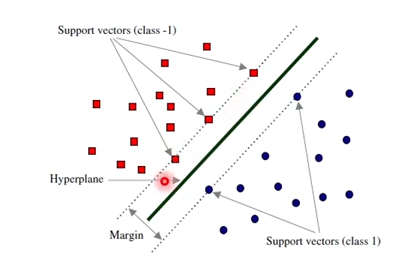 Support vectors (class -1)
Hyperplane
Margin
Support vectors (class 1)